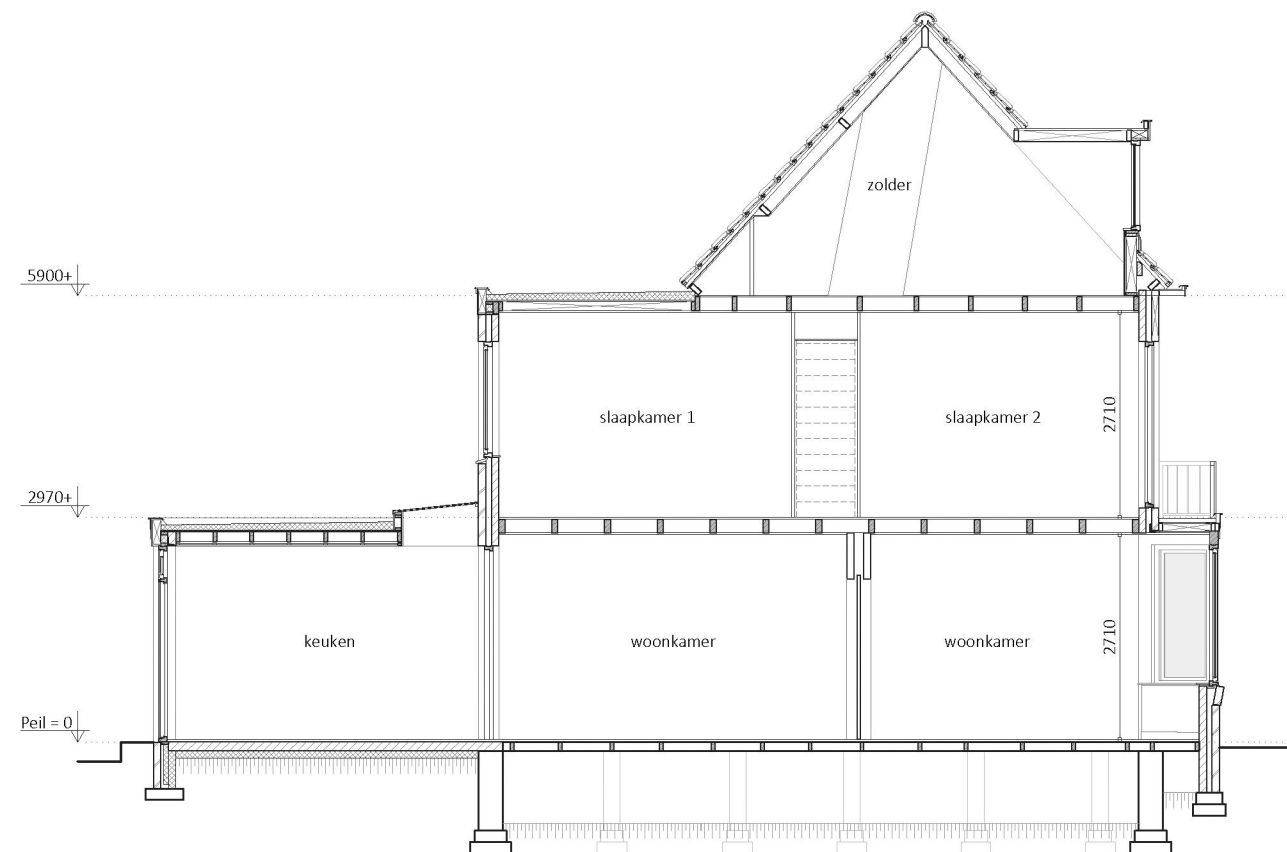 zolder
5900+
slaapkamer 1
slaapkamer 2
2710
2970+
keuken
woonkamer
woonkamer
2710
Peil = 0